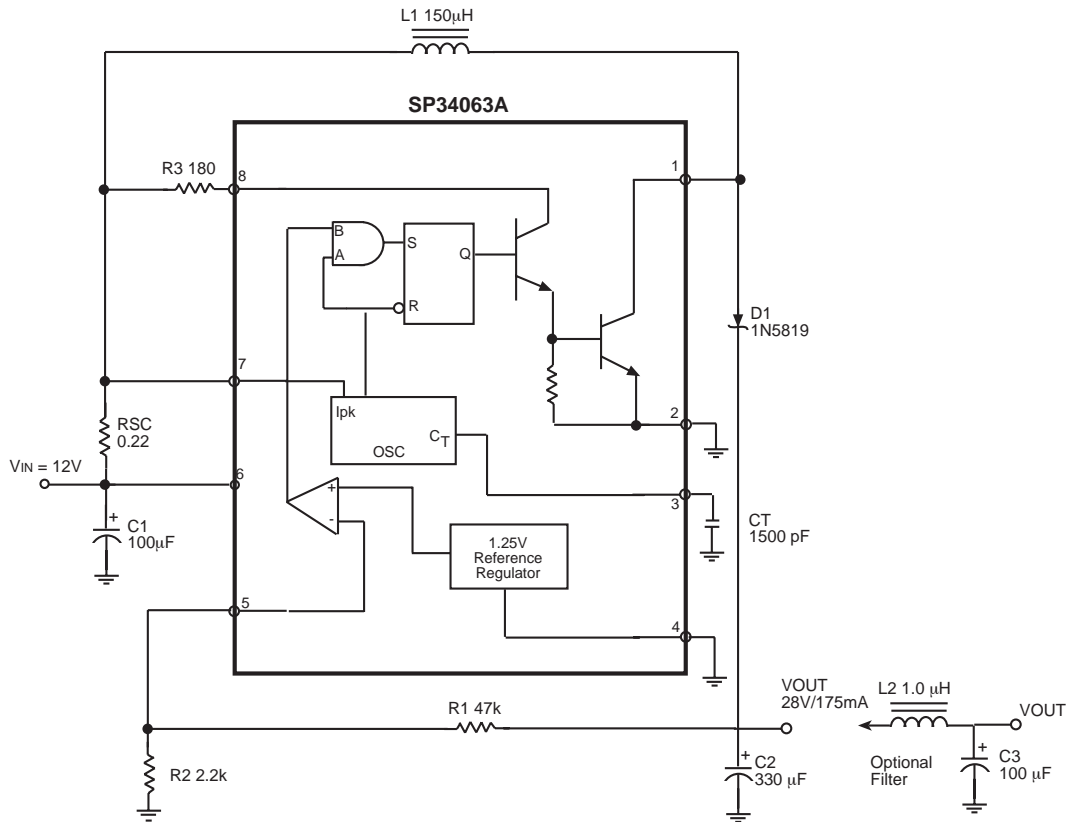 L1 150µH
SP34063A
R3 180
8
1
B
A
S
Q
R
D1
1N5819
7
Ipk
CT
OSC
2
RSC
0.22
VIN = 12V
6
+
-
3
C1
+
100µF
CT
1500 pF
1.25V
Reference
Regulator
5
4
VOUT
28V/175mA
L2 1.0 µH
VOUT
R1 47k
Optional
Filter
+
C2
330 µF
+
C3
100 µF
R2 2.2k